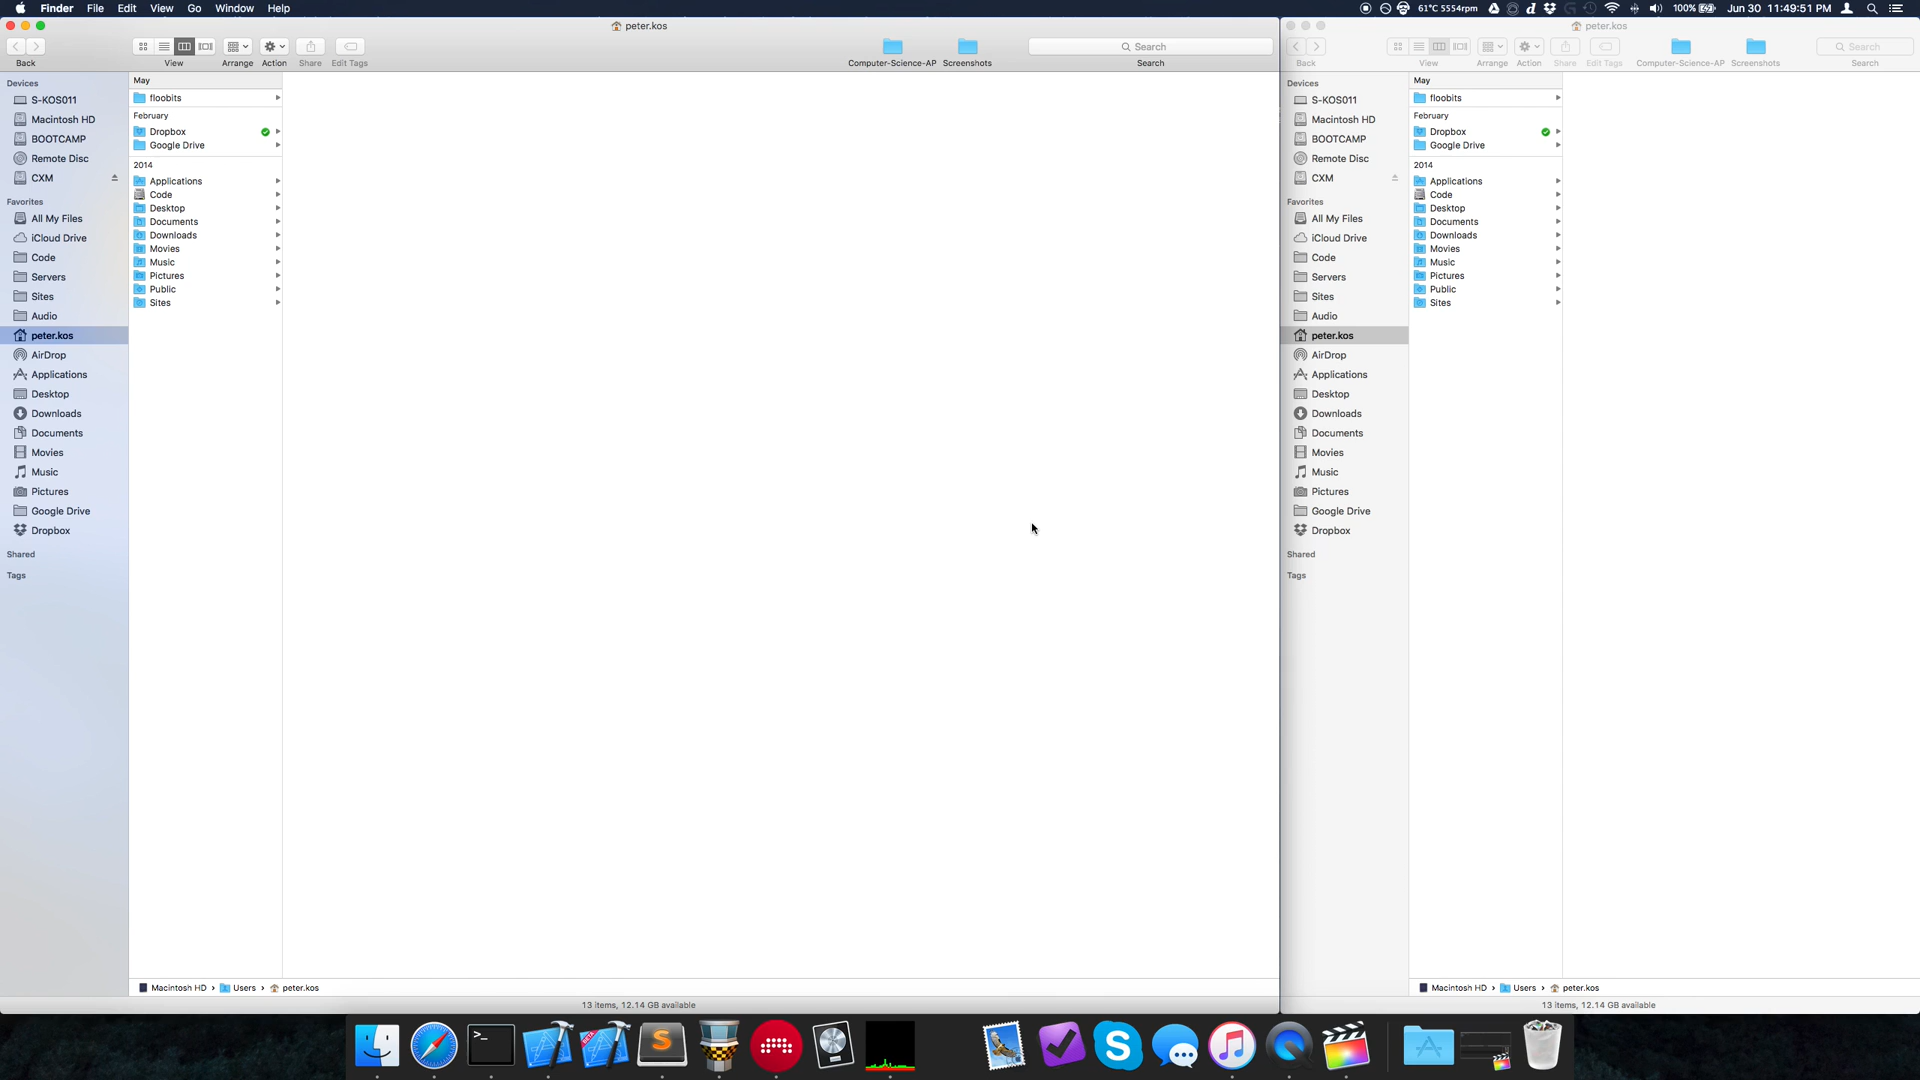 Finder File Edit View Go Window Help
61°C 5554rpm 100% Jun 30 11:49:51 PM
peter.kos
Back View Arrange Action Share Edit Tags Computer-Science-AP Screenshots Search
Search
Devices
S-KOS011
Macintosh HD
BOOTCAMP
Remote Disc
CXM
Favorites
All My Files
iCloud Drive
Code
Servers
Sites
Audio
peter.kos
AirDrop
Applications
Desktop
Downloads
Documents
Movies
Music
Pictures
Google Drive
Dropbox
Shared
Tags
May
floobits
February
Dropbox
Google Drive
2014
Applications
Code
Desktop
Documents
Downloads
Movies
Music
Pictures
Public
Sites
Macintosh HD › Users › peter.kos
13 items, 12.14 GB available
peter.kos
Back View Arrange Action Share Edit Tags Computer-Science-AP Screenshots Search
Search
Devices
S-KOS011
Macintosh HD
BOOTCAMP
Remote Disc
CXM
Favorites
All My Files
iCloud Drive
Code
Servers
Sites
Audio
peter.kos
AirDrop
Applications
Desktop
Downloads
Documents
Movies
Music
Pictures
Google Drive
Dropbox
Shared
Tags
May
floobits
February
Dropbox
Google Drive
2014
Applications
Code
Desktop
Documents
Downloads
Movies
Music
Pictures
Public
Sites
Macintosh HD › Users › peter.kos
13 items, 12.14 GB available